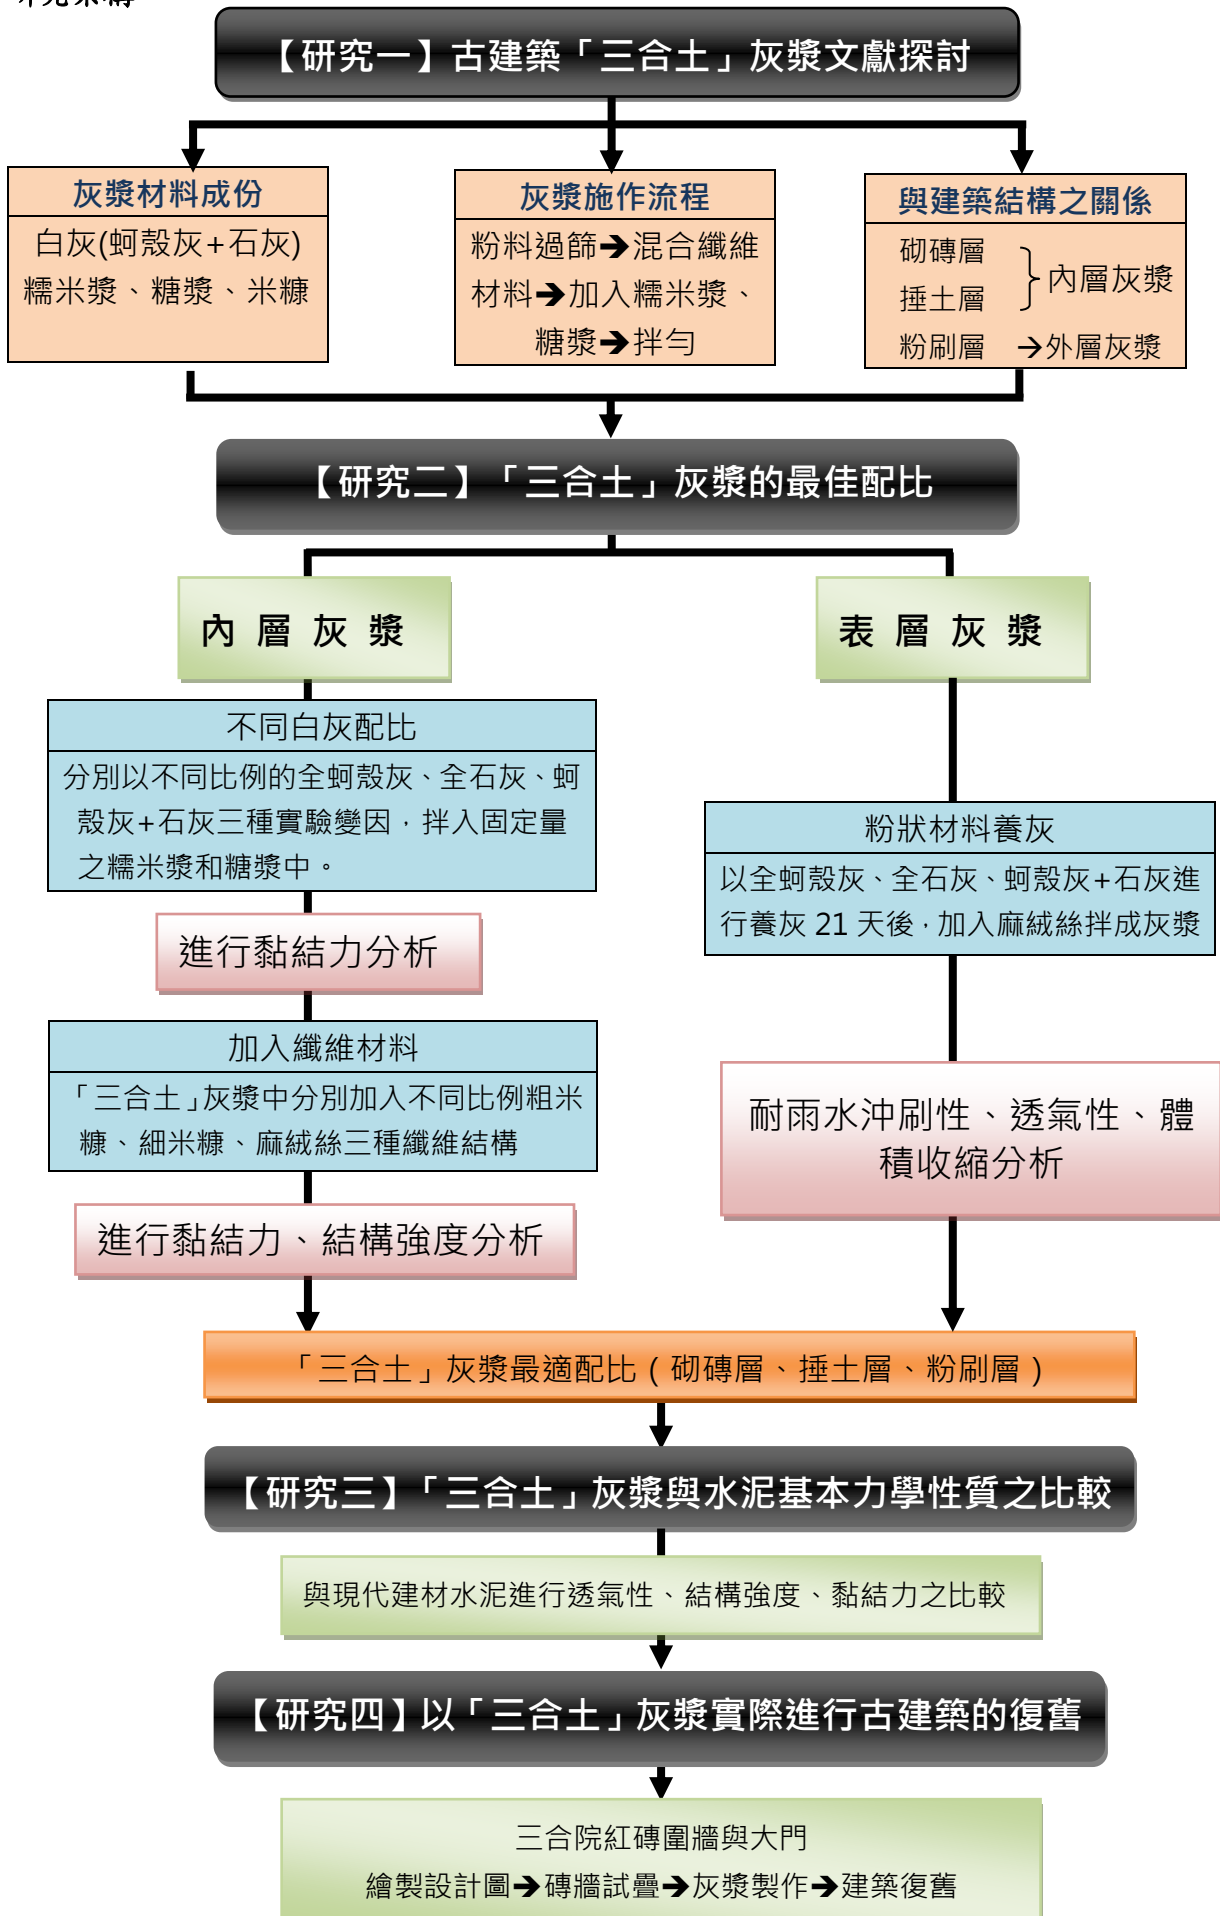 【研究一】古建築「三合土」灰漿文獻探討
灰漿材料成份
白灰(蚵殼灰+石灰)
糯米漿、糖漿、米糠
灰漿施作流程
粉料過篩➔混合纖維
材料➔加入糯米漿、
糖漿➔拌勻
與建築結構之關係
砌磚層
捶土層
內層灰漿
粉刷層 →外層灰漿
【研究二】「三合土」灰漿的最佳配比
內層灰漿
不同白灰配比
分別以不同比例的全蚵殼灰、全石灰、蚵
殼灰+石灰三種實驗變因，拌入固定量
之糯米漿和糖漿中。
進行黏結力分析
加入纖維材料
「三合土」灰漿中分別加入不同比例粗米
糠、細米糠、麻絨絲三種纖維結構
進行黏結力、結構強度分析
表層灰漿
粉狀材料養灰
以全蚵殼灰、全石灰、蚵殼灰+石灰進
行養灰 21 天後，加入麻絨絲拌成灰漿
耐雨水沖刷性、透氣性、體
積收縮分析
「三合土」灰漿最適配比（砌磚層、捶土層、粉刷層）
【研究三】「三合土」灰漿與水泥基本力學性質之比較
與現代建材水泥進行透氣性、結構強度、黏結力之比較
【研究四】以「三合土」灰漿實際進行古建築的復舊
三合院紅磚圍牆與大門
繪製設計圖➔磚牆試疊➔灰漿製作➔建築復舊